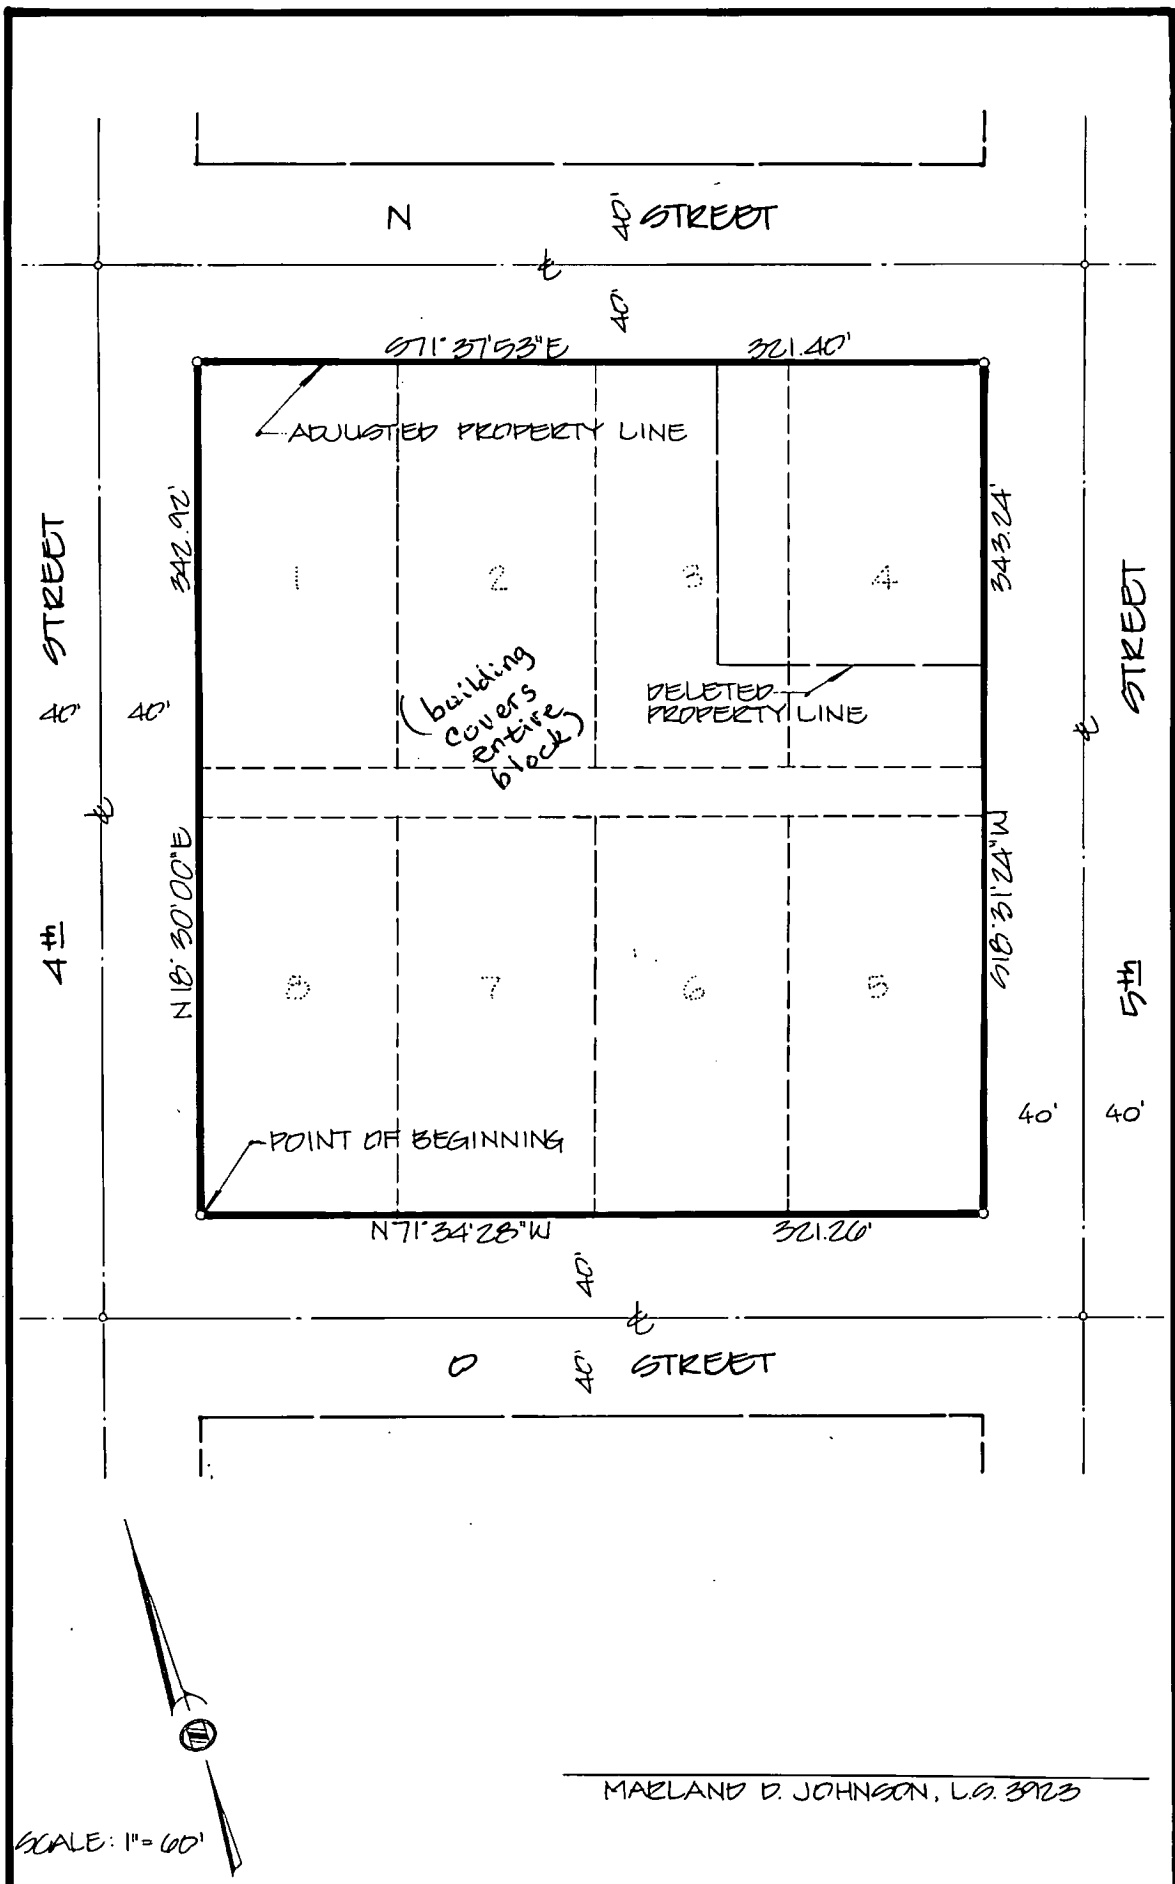 N 40' STREET
℄
40'
S71°37'53"E 321.40'
ADJUSTED PROPERTY LINE
342.92'
343.24'
STREET
STREET
1 2 3 4
(building
covers
entire
block)
DELETED
PROPERTY LINE
40' 40'
℄
℄
N18°30'00"E
S18°31'24"W
4th
5th
8 7 6 5
40' 40'
POINT OF BEGINNING
N71°34'28"W 321.26'
40'
℄
O 40' STREET
MARLAND D. JOHNSON, L.S. 3923
SCALE: 1"=60'